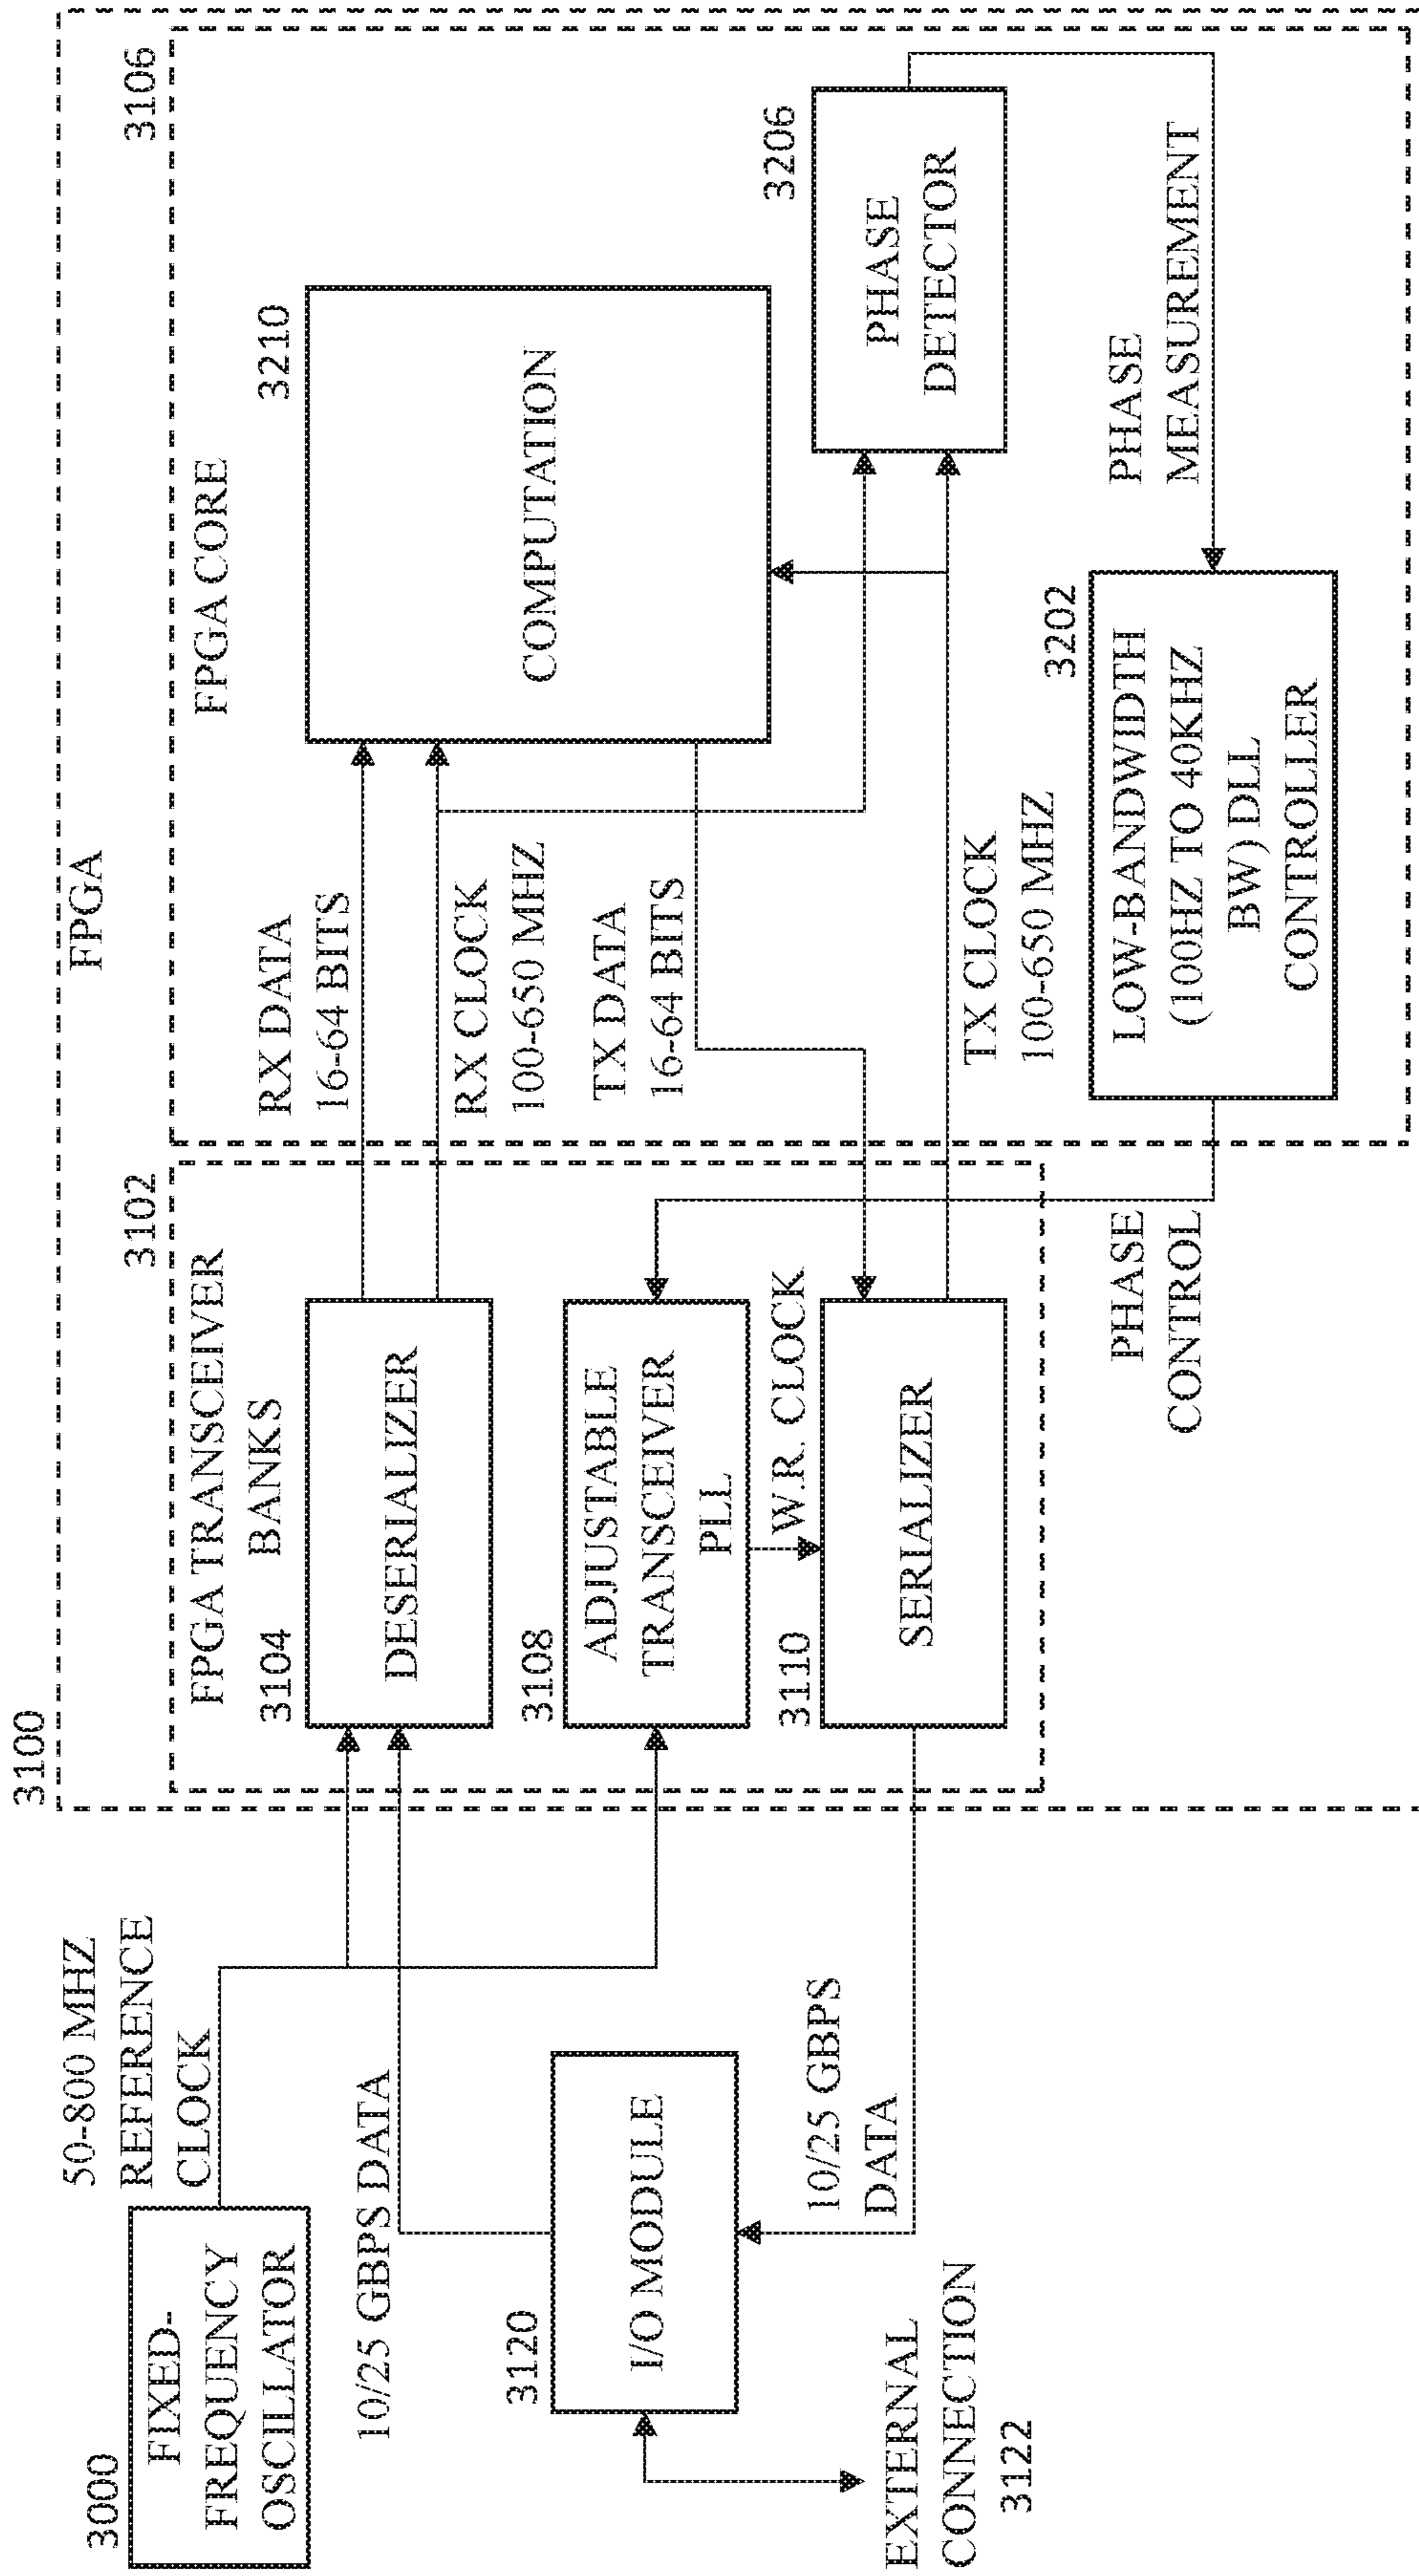 3100
FPGA
3000
FIXED-
FREQUENCY
OSCILLATOR
50-800 MHZ
REFERENCE
CLOCK
10/25 GBPS DATA
3120
I/O MODULE
10/25 GBPS
DATA
EXTERNAL
CONNECTION
3122
3102
FPGA TRANSCEIVER
BANKS
3104
DESERIALIZER
3108
ADJUSTABLE
TRANSCEIVER
PLL
W.R. CLOCK
3110
SERIALIZER
PHASE
CONTROL
3106
FPGA CORE
RX DATA
16-64 BITS
RX CLOCK
100-650 MHZ
TX DATA
16-64 BITS
TX CLOCK
100-650 MHZ
3210
COMPUTATION
3206
PHASE
DETECTOR
PHASE
MEASUREMENT
3202
LOW-BANDWIDTH
(100HZ TO 40KHZ
BW) DLL
CONTROLLER